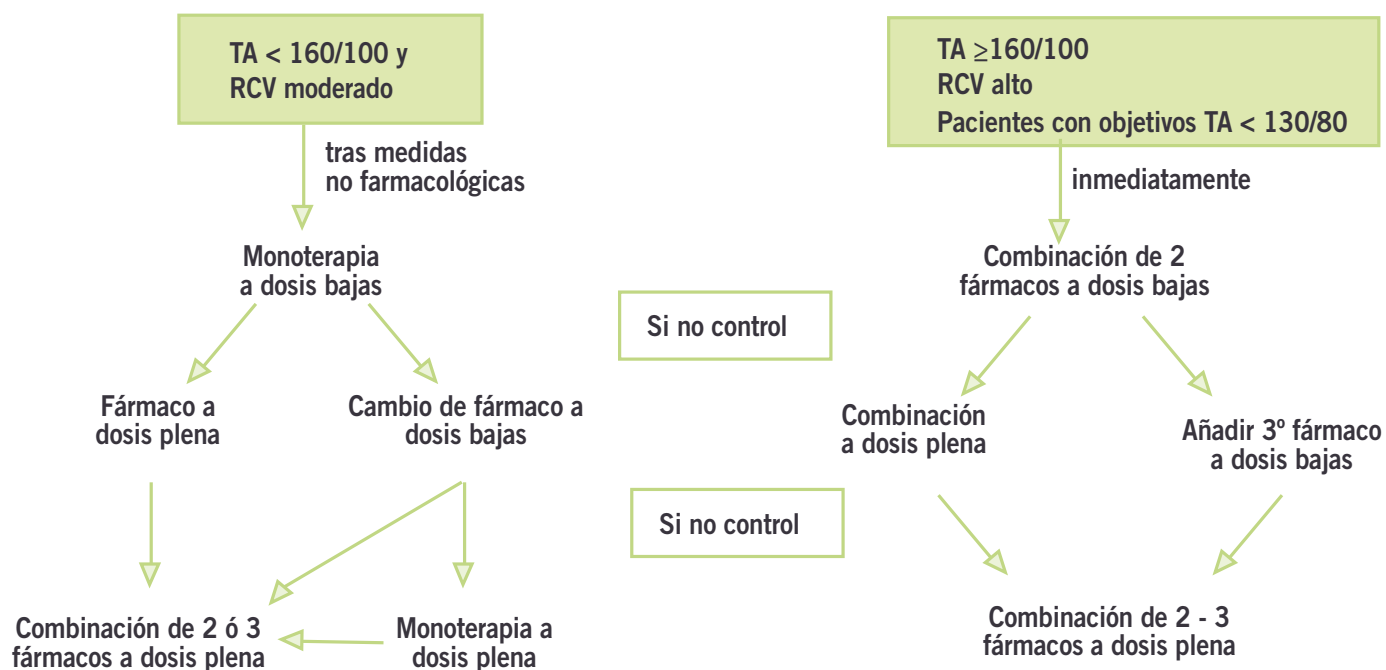 TA < 160/100 y
RCV moderado
TA ≥160/100
RCV alto
Pacientes con objetivos TA < 130/80
tras medidas
no farmacológicas
inmediatamente
Monoterapia
a dosis bajas
Combinación de 2
fármacos a dosis bajas
Si no control
Fármaco a
dosis plena
Cambio de fármaco a
dosis bajas
Combinación
a dosis plena
Añadir 3º fármaco
a dosis bajas
Si no control
Combinación de 2 ó 3
fármacos a dosis plena
Monoterapia a
dosis plena
Combinación de 2 - 3
fármacos a dosis plena